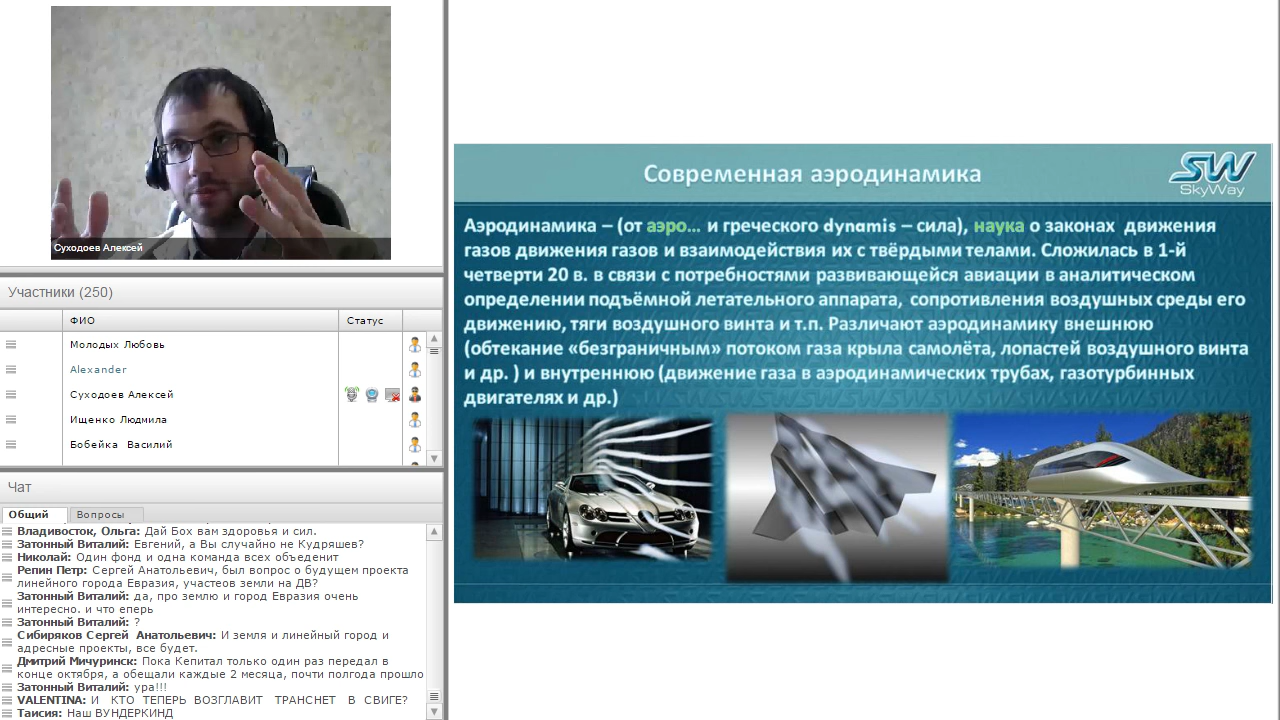 Суходоев Алексей
Участники (250)
ФИО
Статус
Молодых Любовь
Alexander
Суходоев Алексей
Ищенко Людмила
Бобейка Василий
Чат
Общий
Вопросы
Владивосток, Ольга: Дай Бох вам здоровья и сил.
Затонный Виталий: Евгений, а Вы случайно не Кудряшев?
Николай: Один фонд и одна команда всех объеденит
Репин Петр: Сергей Анатольевич, был вопрос о будущем проекта
линейного города Евразия, участеов земли на ДВ?
Затонный Виталий: да, про землю и город Евразия очень
интересно. и что еперь
Затонный Виталий: ?
Сибиряков Сергей Анатольевич: И земля и линейный город и
адресные проекты, все будет.
Дмитрий Мичуринск: Пока Кепитал только один раз передал в
конце октября, а обещали каждые 2 месяца, почти полгода прошло
Затонный Виталий: ура!!!
VALENTINA: И КТО ТЕПЕРЬ ВОЗГЛАВИТ ТРАНСНЕТ В СВИГЕ?
Таисия: Наш ВУНДЕРКИНД
Современная аэродинамика
SW
SkyWay
Аэродинамика – (от аэро... и греческого dynamis – сила), наука о законах движения
газов движения газов и взаимодействия их с твёрдыми телами. Сложилась в 1-й
четверти 20 в. в связи с потребностями развивающейся авиации в аналитическом
определении подъёмной летательного аппарата, сопротивления воздушных среды его
движению, тяги воздушного винта и т.п. Различают аэродинамику внешнюю
(обтекание «безграничным» потоком газа крыла самолёта, лопастей воздушного винта
и др. ) и внутреннюю (движение газа в аэродинамических трубах, газотурбинных
двигателях и др.)